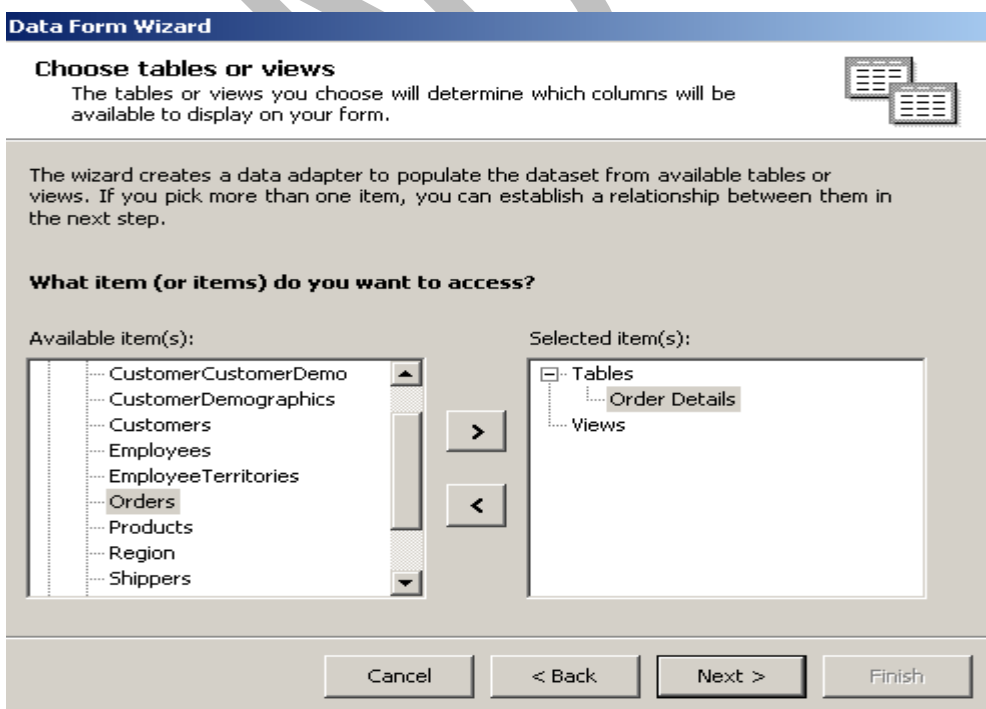 Data Form Wizard
Choose tables or views
The tables or views you choose will determine which columns will be
available to display on your form.
The wizard creates a data adapter to populate the dataset from available tables or
views. If you pick more than one item, you can establish a relationship between them in
the next step.
What item (or items) do you want to access?
Available item(s):
CustomerCustomerDemo
CustomerDemographics
Customers
Employees
EmployeeTerritories
Orders
Products
Region
Shippers
>
<
Selected item(s):
Tables
Order Details
Views
Cancel
< Back
Next >
Finish